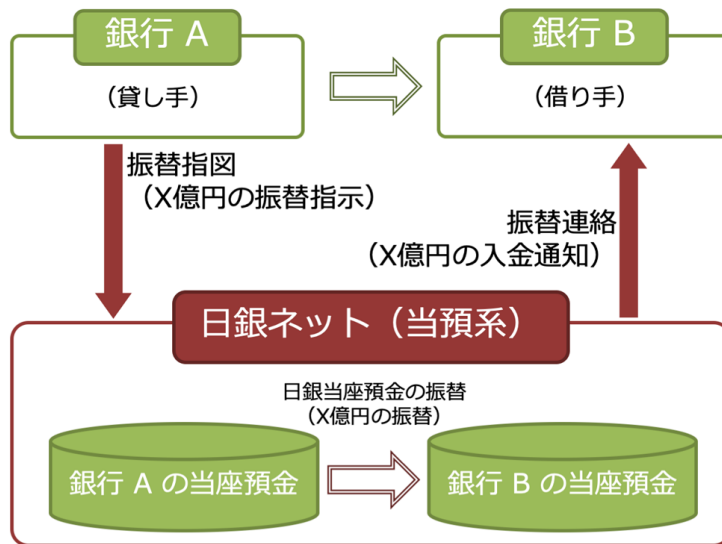 銀行 A
銀行 B
（貸し手）
（借り手）
振替指図
（X億円の振替指示）
振替連絡
（X億円の入金通知）
日銀ネット（当預系）
日銀当座預金の振替
（X億円の振替）
銀行 A の当座預金
銀行 B の当座預金